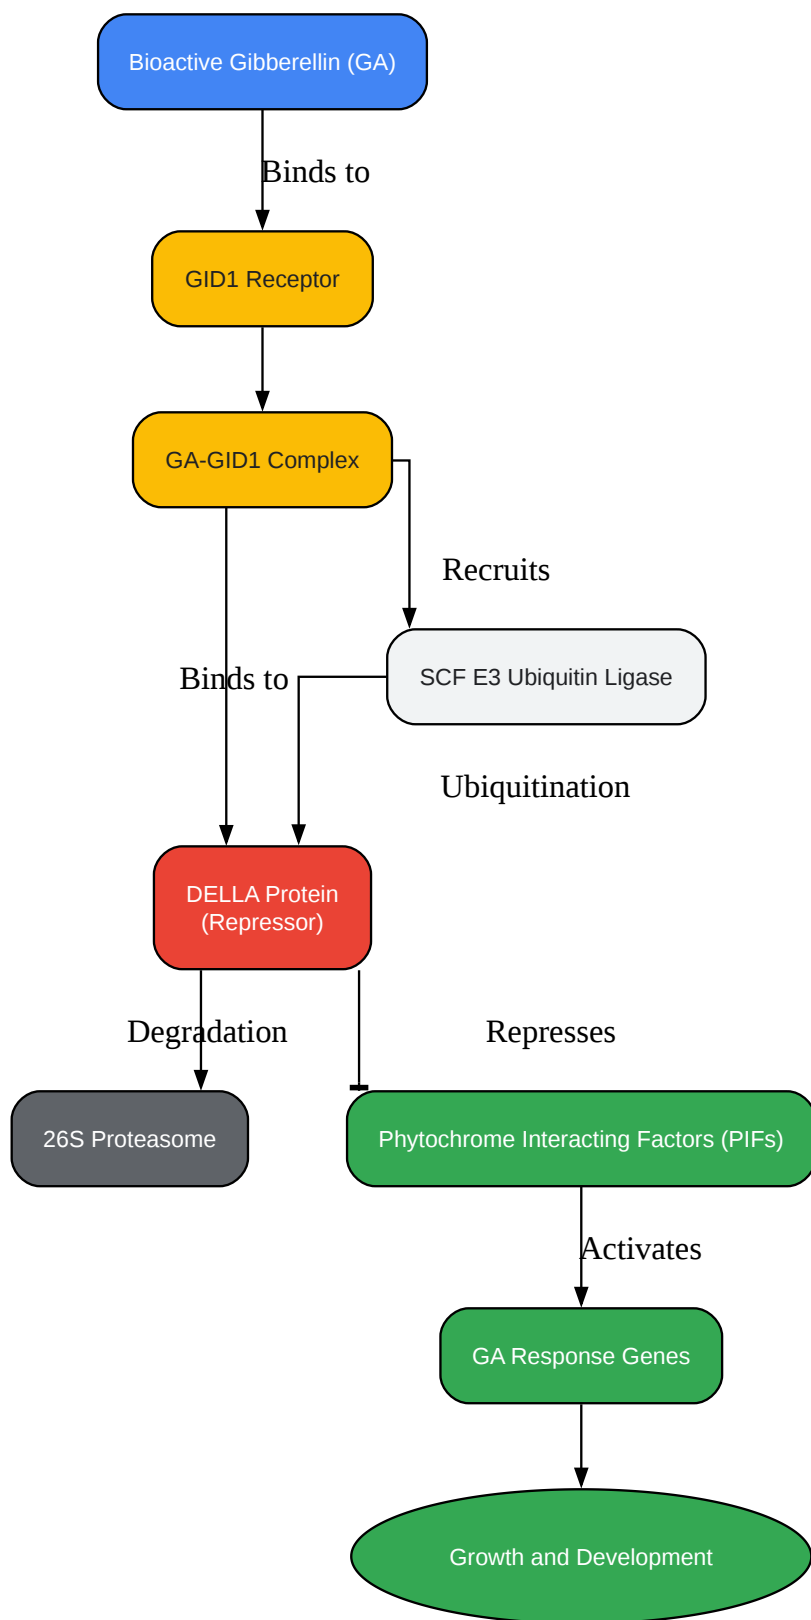 Bioactive Gibberellin (GA)
Binds to
GID1 Receptor
GA-GID1 Complex
Recruits
Binds to
SCF E3 Ubiquitin Ligase
Ubiquitination
DELLA Protein
(Repressor)
Degradation
Represses
26S Proteasome
Phytochrome Interacting Factors (PIFs)
Activates
GA Response Genes
Growth and Development